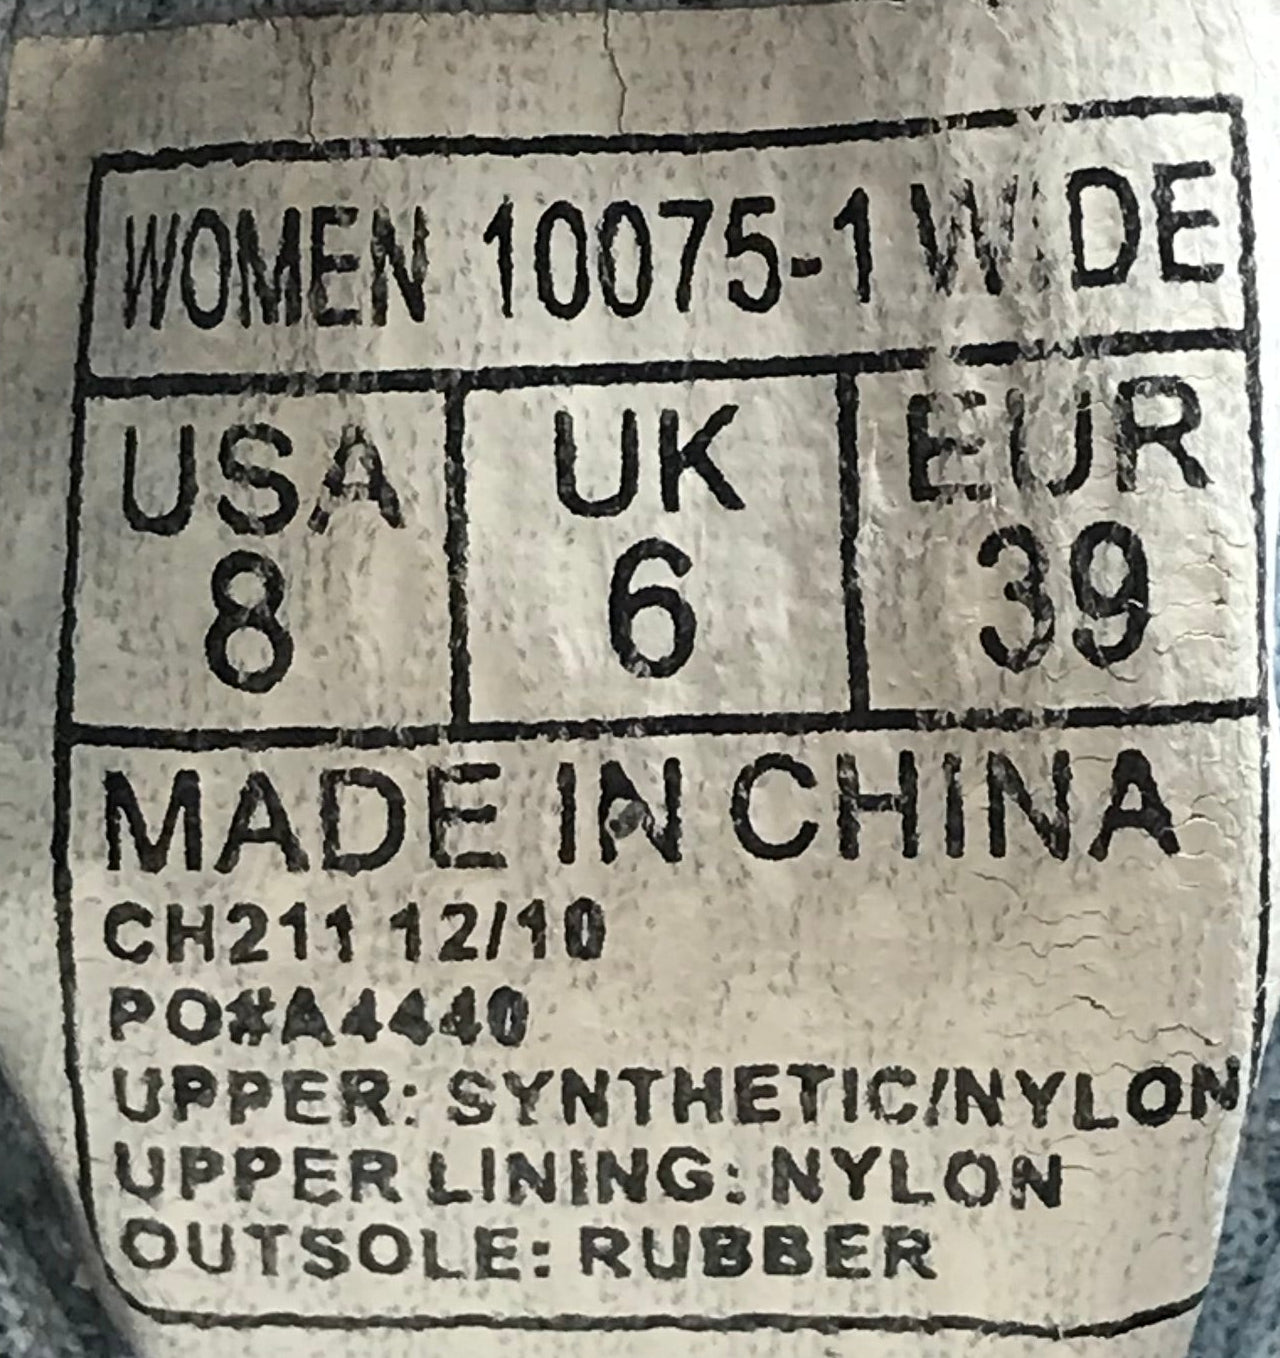 WOMEN 10075-1 WIDE
USA UK EUR
8 6 39
MADE IN CHINA
CH211 12/10
PO#A4440
UPPER: SYNTHETIC/NYLON
UPPER LINING: NYLON
OUTSOLE: RUBBER